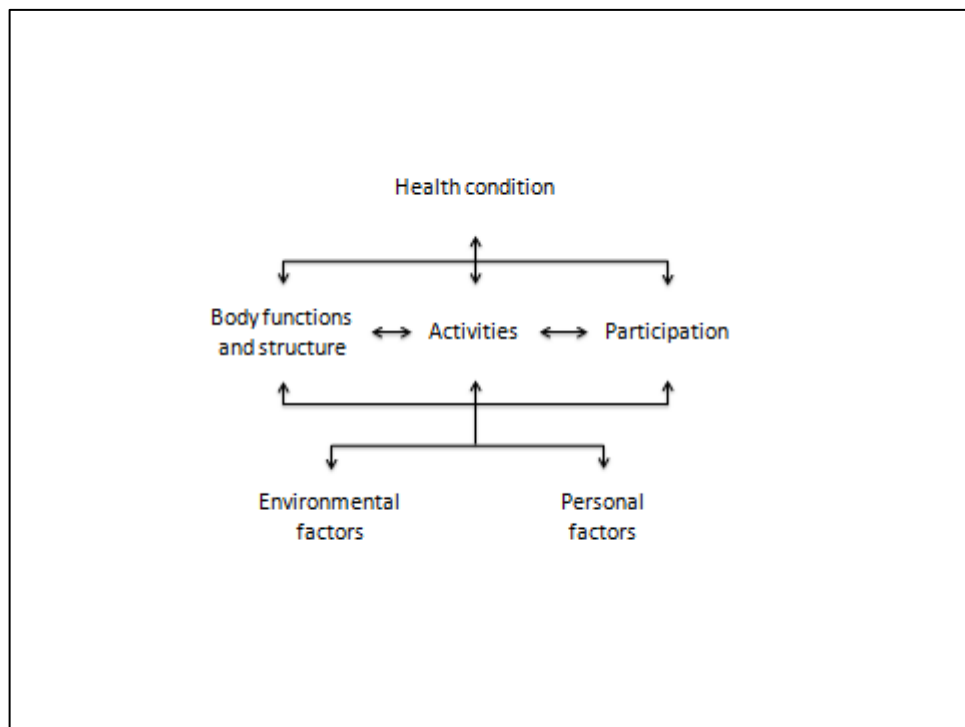 Health condition
Body functions
and structure
Activities
Participation
Environmental
factors
Personal
factors